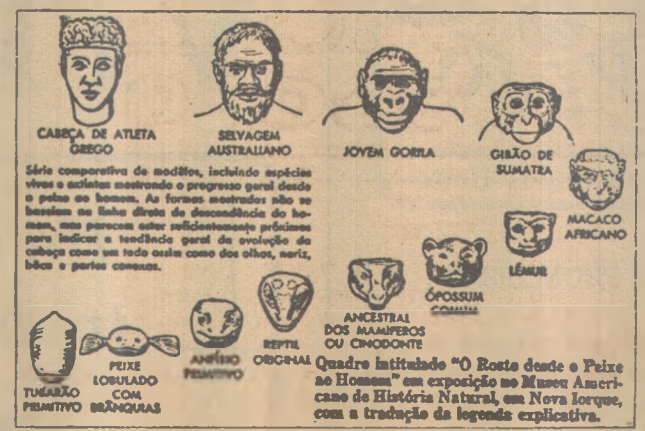 CABEÇA DE ATLETA
GREGO
SELVAGEM
AUSTRALIANO
JOVEM GORILA
GIBÃO DE
SUMATRA
MACACO
AFRICANO
LÊMUR
ÓPOSSUM
COMUM
ANCESTRAL
DOS MAMÍFEROS
OU CINODONTE
REPTIL
ORIGINAL
ANFÍBIO
PRIMITIVO
PEIXE
LOBULADO
COM
BRÂNQUIAS
TUBARÃO
PRIMITIVO
Série comparativa de modêlos, incluindo espécies
vivas e extintas mostrando o progresso geral desde
o peixe ao homem. As formas mostradas não se
baseiam na linha direta de descendência do ho-
mem, mas parecem estar suficientemente próximas
para indicar a tendência geral da evolução da
cabeça como um todo assim como dos olhos, nariz,
bôca e partes conexas.
Quadro intitulado "O Rosto desde o Peixe
ao Homem" em exposição no Museu Ameri-
cano de História Natural, em Nova Iorque,
com a tradução da legenda explicativa.